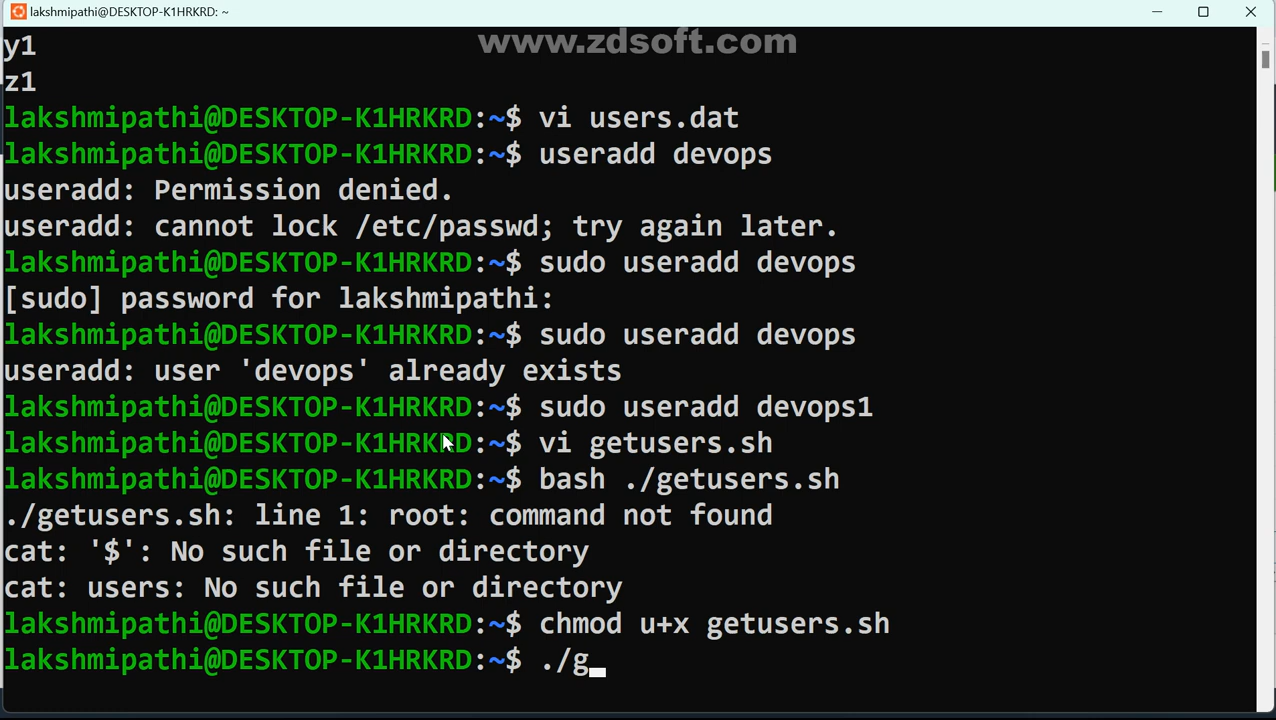 lakshmipathi@DESKTOP-K1HRKRD: ~
www.zdsoft.com
y1
z1
lakshmipathi@DESKTOP-K1HRKRD:~$ vi users.dat
lakshmipathi@DESKTOP-K1HRKRD:~$ useradd devops
useradd: Permission denied.
useradd: cannot lock /etc/passwd; try again later.
lakshmipathi@DESKTOP-K1HRKRD:~$ sudo useradd devops
[sudo] password for lakshmipathi:
lakshmipathi@DESKTOP-K1HRKRD:~$ sudo useradd devops
useradd: user 'devops' already exists
lakshmipathi@DESKTOP-K1HRKRD:~$ sudo useradd devops1
lakshmipathi@DESKTOP-K1HRKRD:~$ vi getusers.sh
lakshmipathi@DESKTOP-K1HRKRD:~$ bash ./getusers.sh
./getusers.sh: line 1: root: command not found
cat: '$': No such file or directory
cat: users: No such file or directory
lakshmipathi@DESKTOP-K1HRKRD:~$ chmod u+x getusers.sh
lakshmipathi@DESKTOP-K1HRKRD:~$ ./g